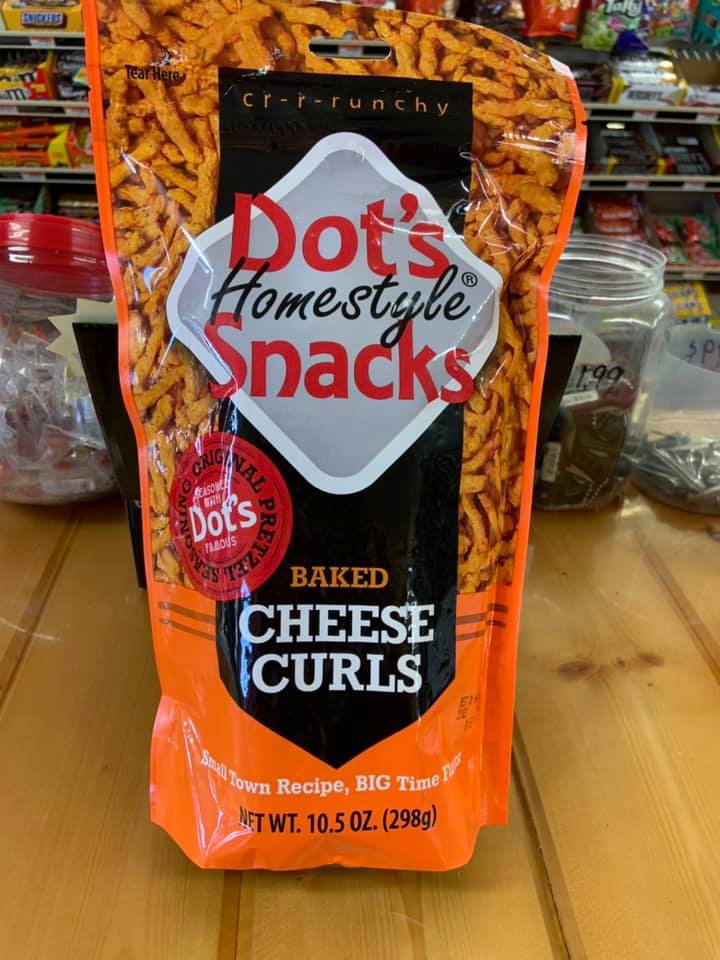 SNICKERS
Tear Here
cr-r-runchy
Dot's
Homestyle®
Snacks
ORIGINAL PRETZEL SEASONING
SEASONED
WITH
Dot's
FAMOUS
BAKED
CHEESE
CURLS
Small Town Recipe, BIG Time Flavor
NET WT. 10.5 OZ. (298g)
1.99